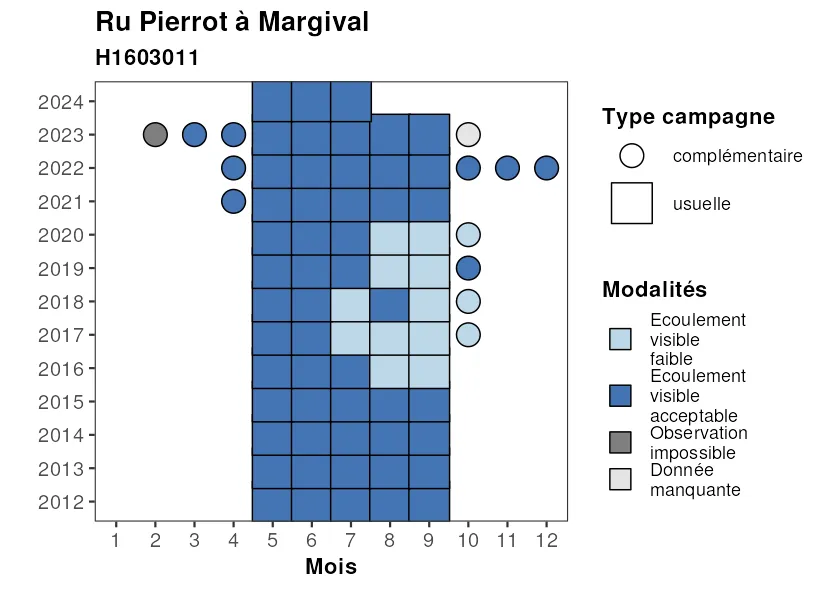 Ru Pierrot à Margival
H1603011
2024
2023
2022
2021
2020
2019
2018
2017
2016
2015
2014
2013
2012
1 2 3 4 5 6 7 8 9 10 11 12
Mois
Type campagne
complémentaire
usuelle
Modalités
Ecoulement
visible
faible
Ecoulement
visible
acceptable
Observation
impossible
Donnée
manquante